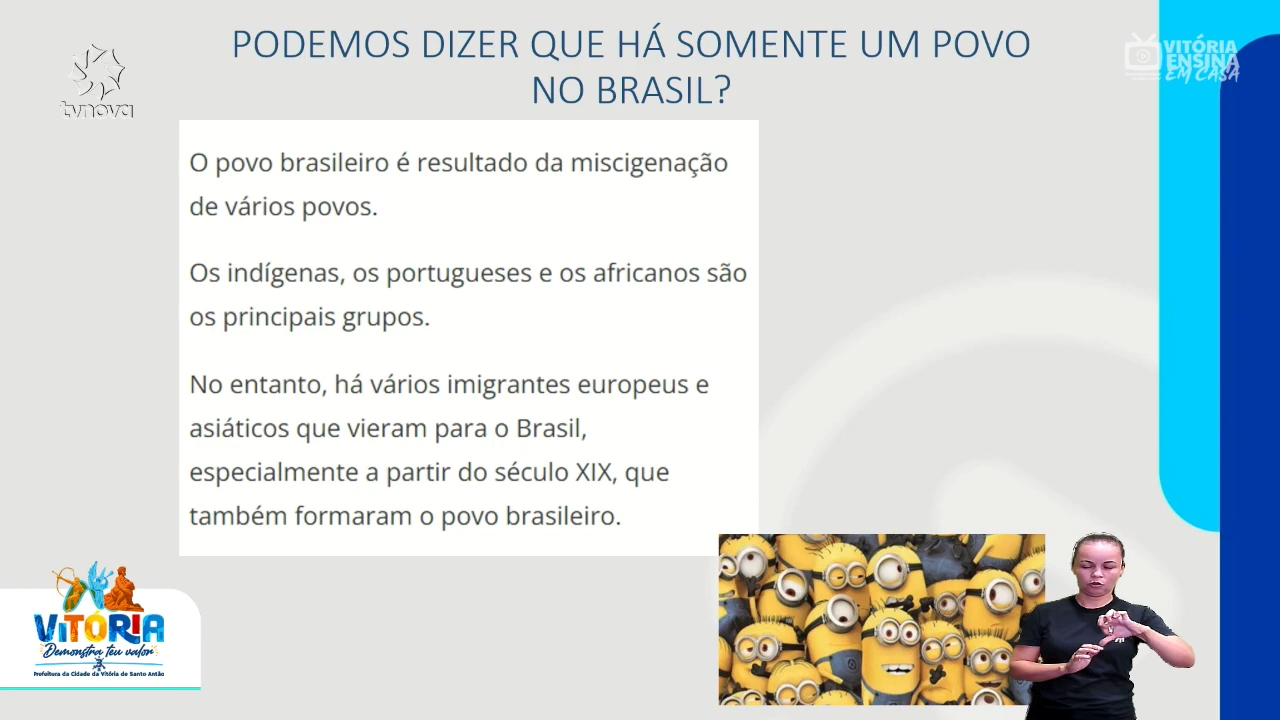 PODEMOS DIZER QUE HÁ SOMENTE UM POVO
NO BRASIL?
tvnova
VITÓRIA
ENSINA
EM CASA
O povo brasileiro é resultado da miscigenação
de vários povos.
Os indígenas, os portugueses e os africanos são
os principais grupos.
No entanto, há vários imigrantes europeus e
asiáticos que vieram para o Brasil,
especialmente a partir do século XIX, que
também formaram o povo brasileiro.
ViTÓRIA
Demonstra teu valor
Prefeitura da Cidade da Vitória de Santo Antão